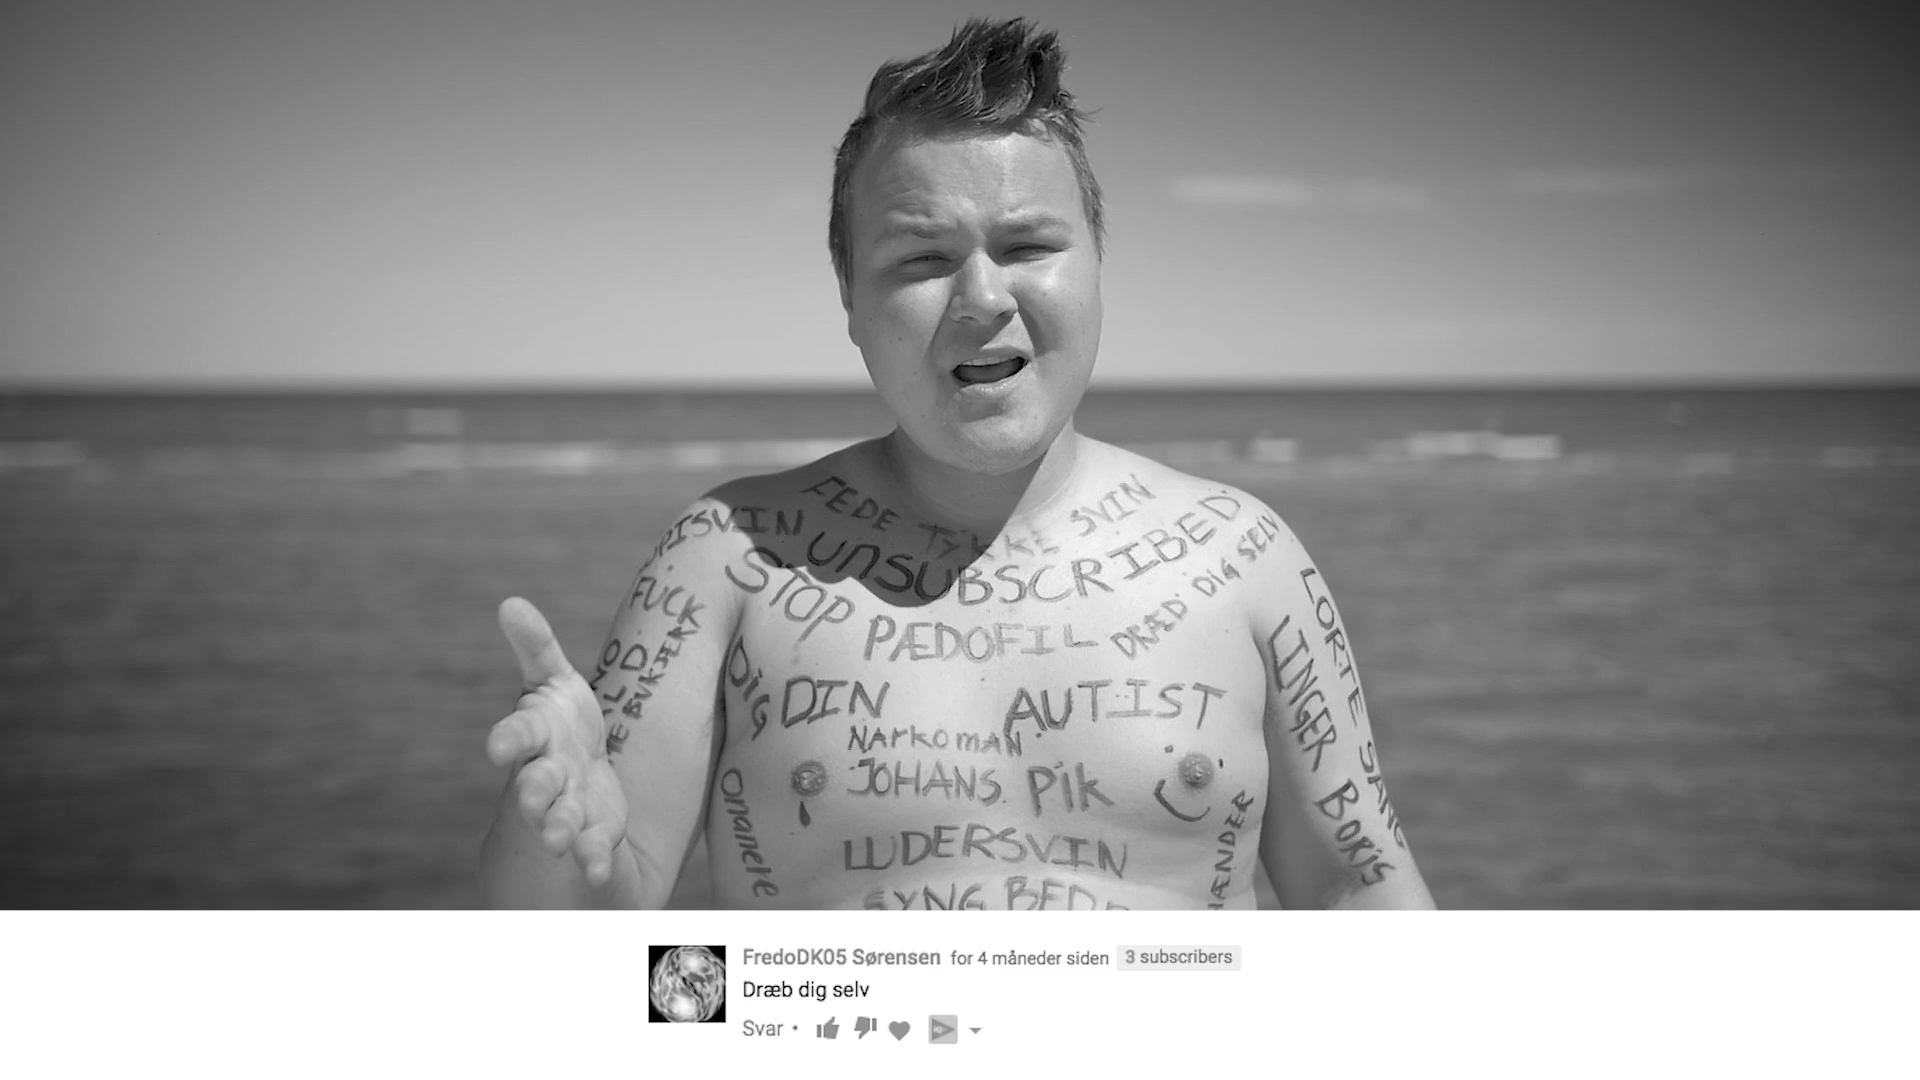 FEDE TYKKE SVIN
UNSUBSCRIBED
STOP
PÆDOFIL
DRÆB DIG SELV
FUCK
DIG
DIN AUTIST
NARKOMAN
JOHANS PIK
onanere
LUDERSVIN
HÆNDER
LORTE SANG
LINGER BORIS
FredoDK05 Sørensen for 4 måneder siden 3 subscribers
Dræb dig selv
Svar •